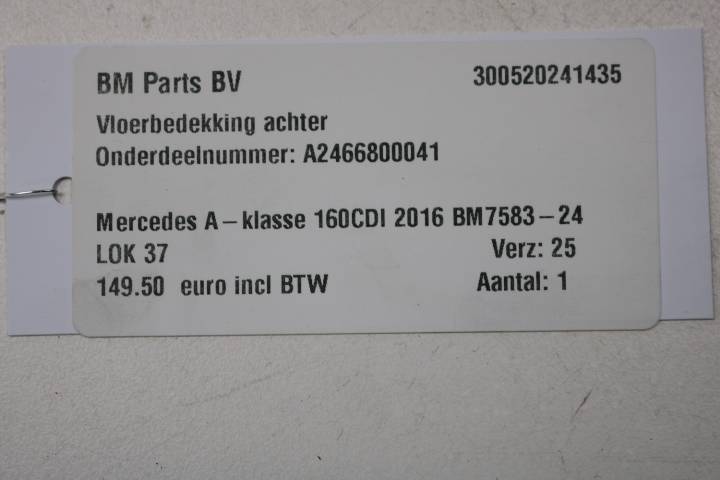 BM Parts BV 300520241435
Vloerbedekking achter
Onderdeelnummer: A2466800041
Mercedes A-klasse 160CDI 2016 BM7583-24
LOK 37 Verz: 25
149.50 euro incl BTW Aantal: 1